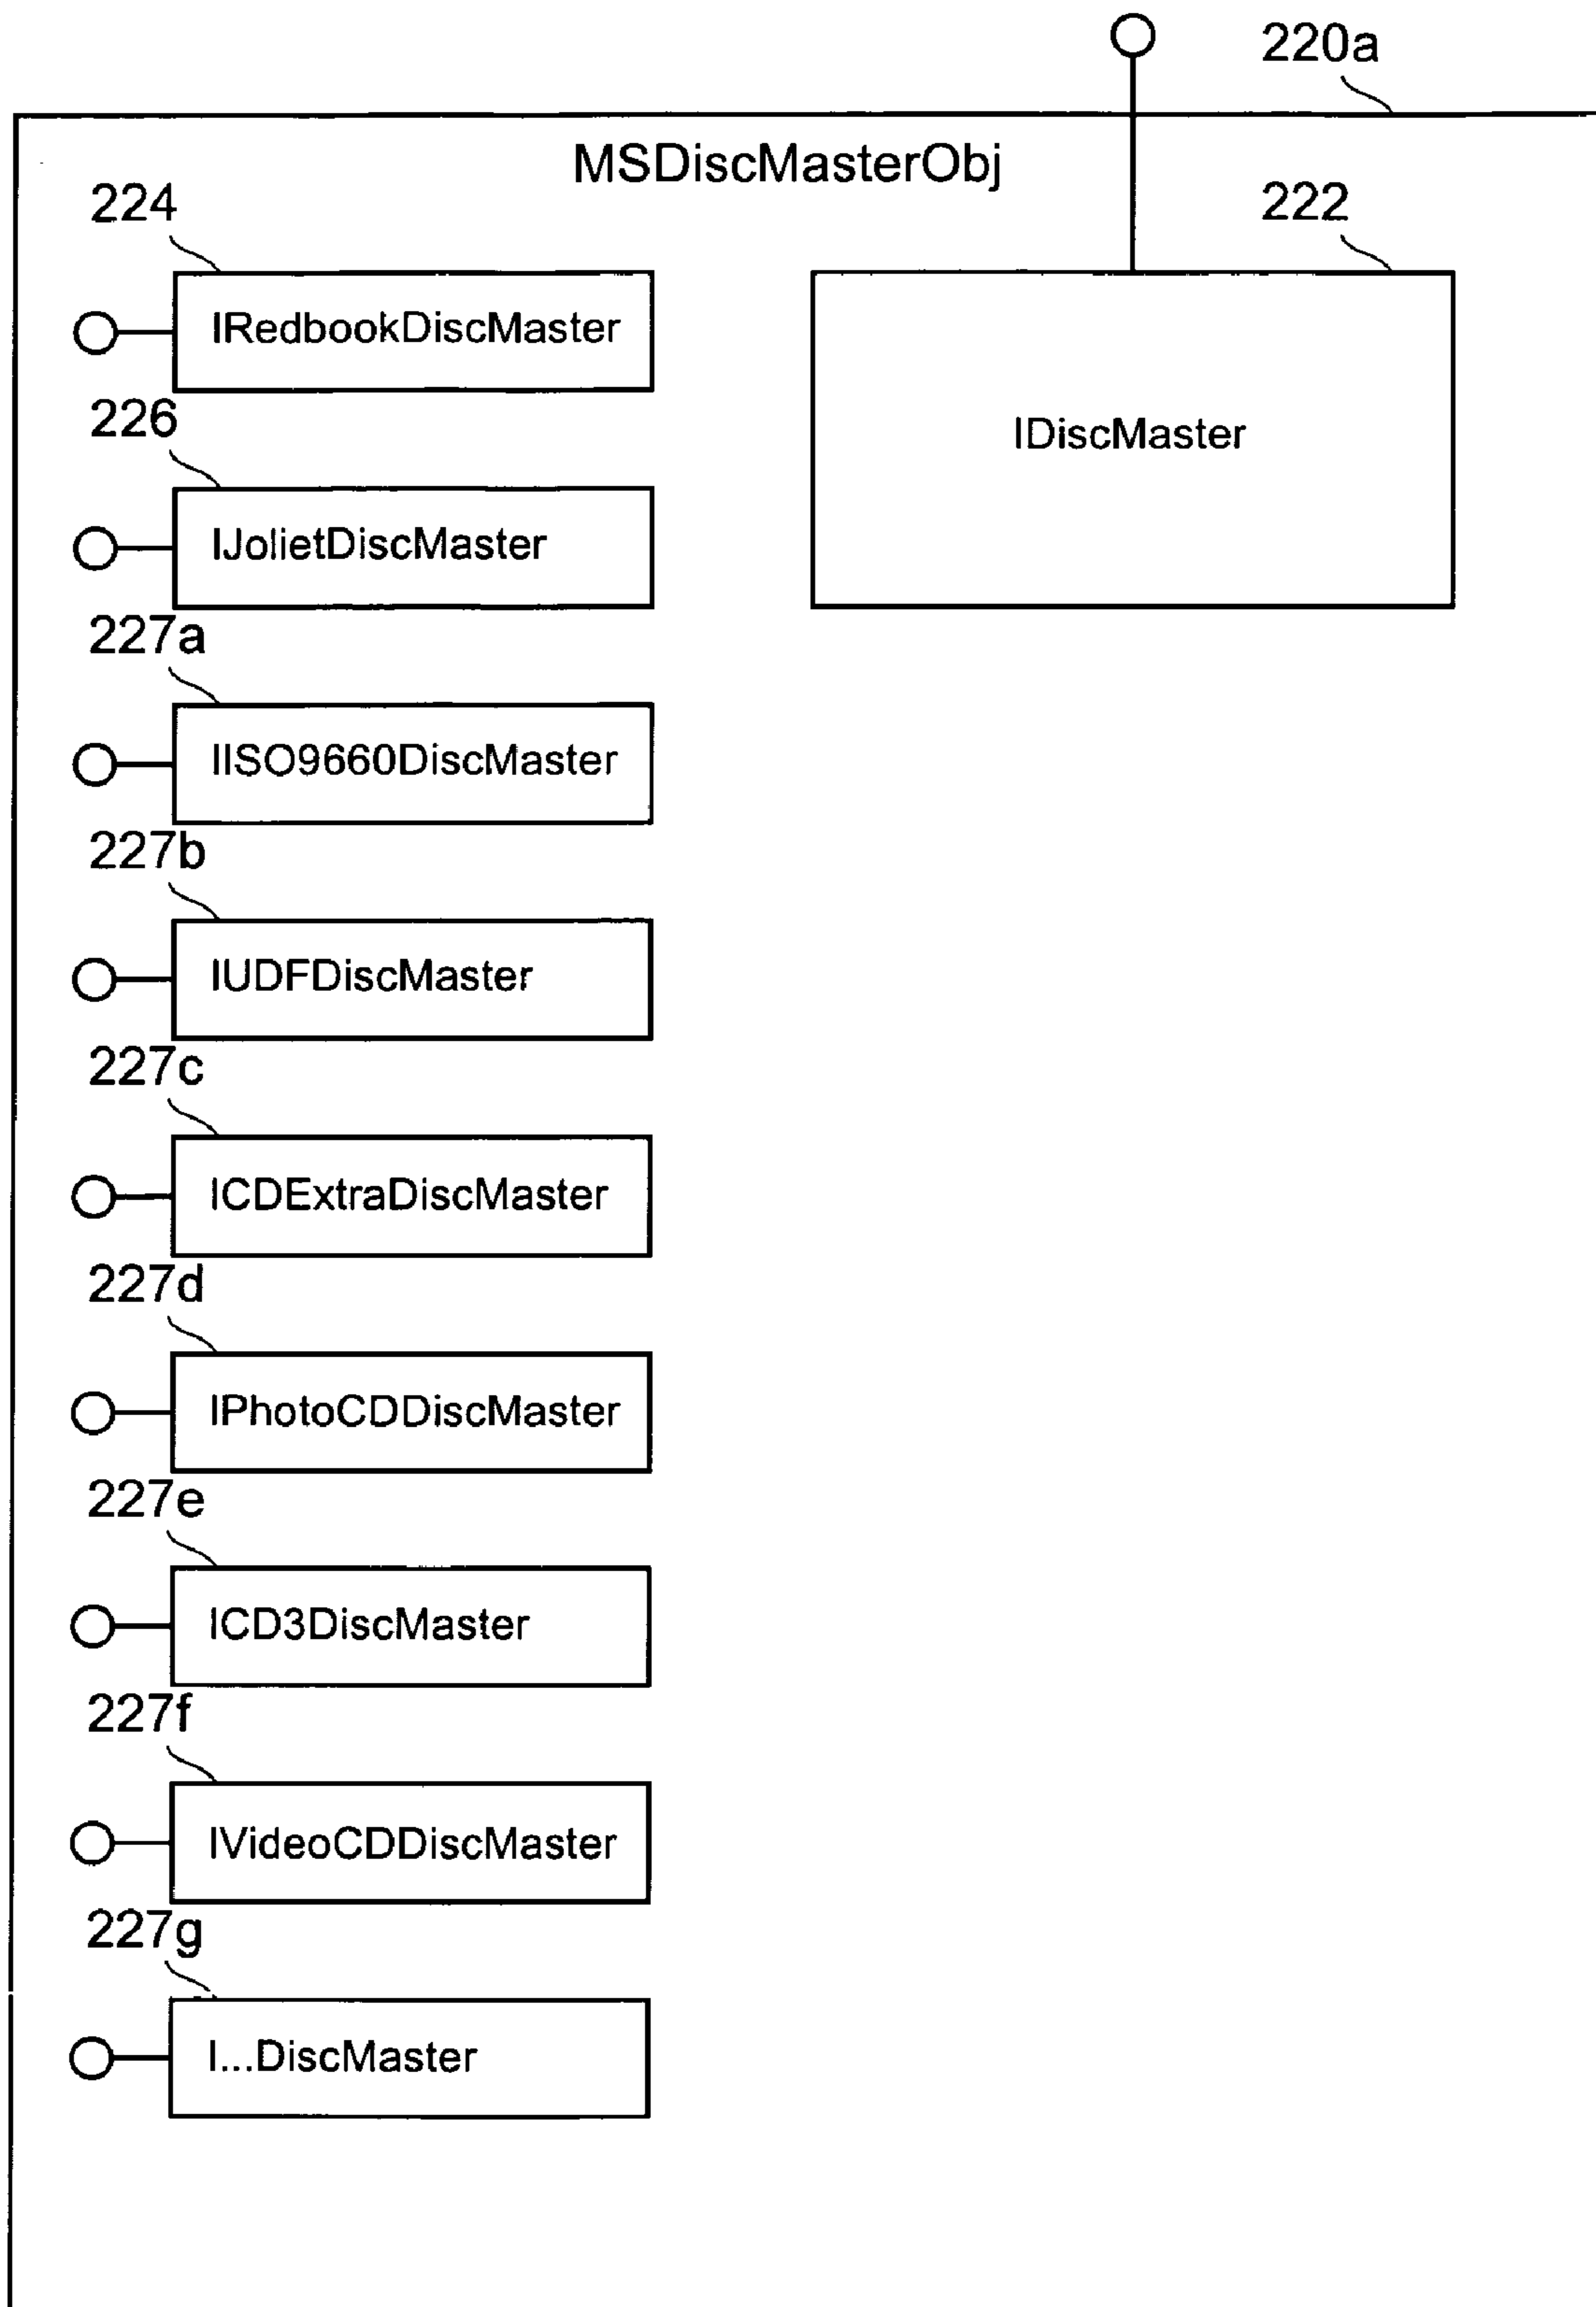 220a
MSDiscMasterObj
224
222
IRedbookDiscMaster
226
IDiscMaster
IJolietDiscMaster
227a
IISO9660DiscMaster
227b
IUDFDiscMaster
227c
ICDExtraDiscMaster
227d
IPhotoCDDiscMaster
227e
ICD3DiscMaster
227f
IVideoCDDiscMaster
227g
I...DiscMaster